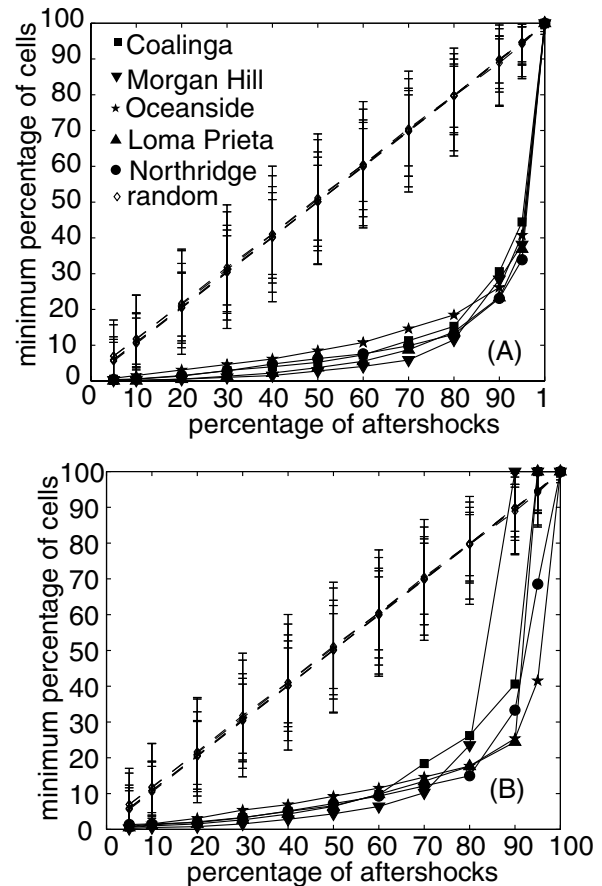 100
90
80
70
60
50
40
30
20
10
0
minimum percentage of cells
Coalinga
Morgan Hill
Oceanside
Loma Prieta
Northridge
random
(A)
0 10 20 30 40 50 60 70 80 90 1
percentage of aftershocks
100
90
80
70
60
50
40
30
20
10
0
minimum percentage of cells
(B)
0 10 20 30 40 50 60 70 80 90 100
percentage of aftershocks